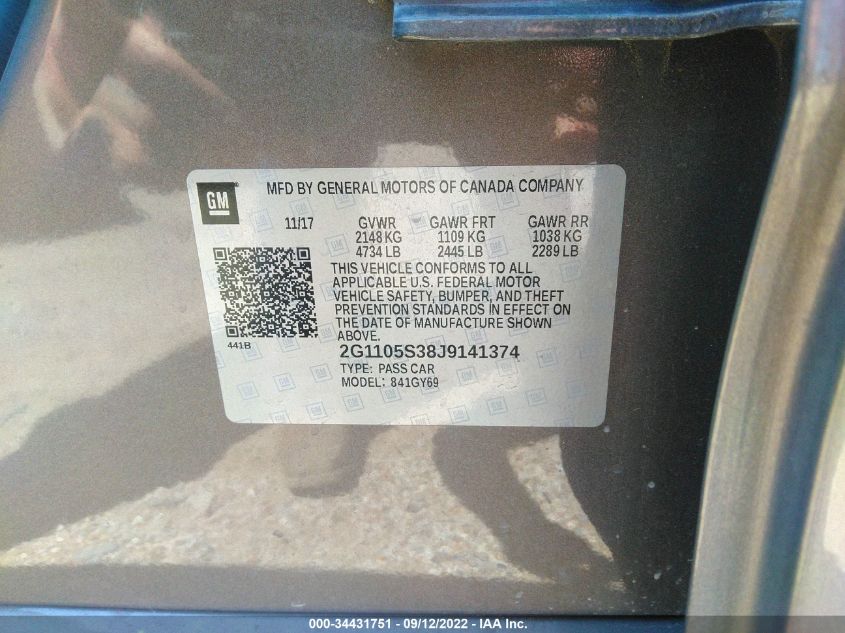 GM
MFD BY GENERAL MOTORS OF CANADA COMPANY
11/17 GVWR GAWR FRT GAWR RR
2148 KG 1109 KG 1038 KG
4734 LB 2445 LB 2289 LB
THIS VEHICLE CONFORMS TO ALL
APPLICABLE U.S. FEDERAL MOTOR
VEHICLE SAFETY, BUMPER, AND THEFT
PREVENTION STANDARDS IN EFFECT ON
THE DATE OF MANUFACTURE SHOWN
ABOVE.
441B
2G1105S38J9141374
TYPE: PASS CAR
MODEL: 841GY69
000-34431751 - 09/12/2022 - IAA Inc.